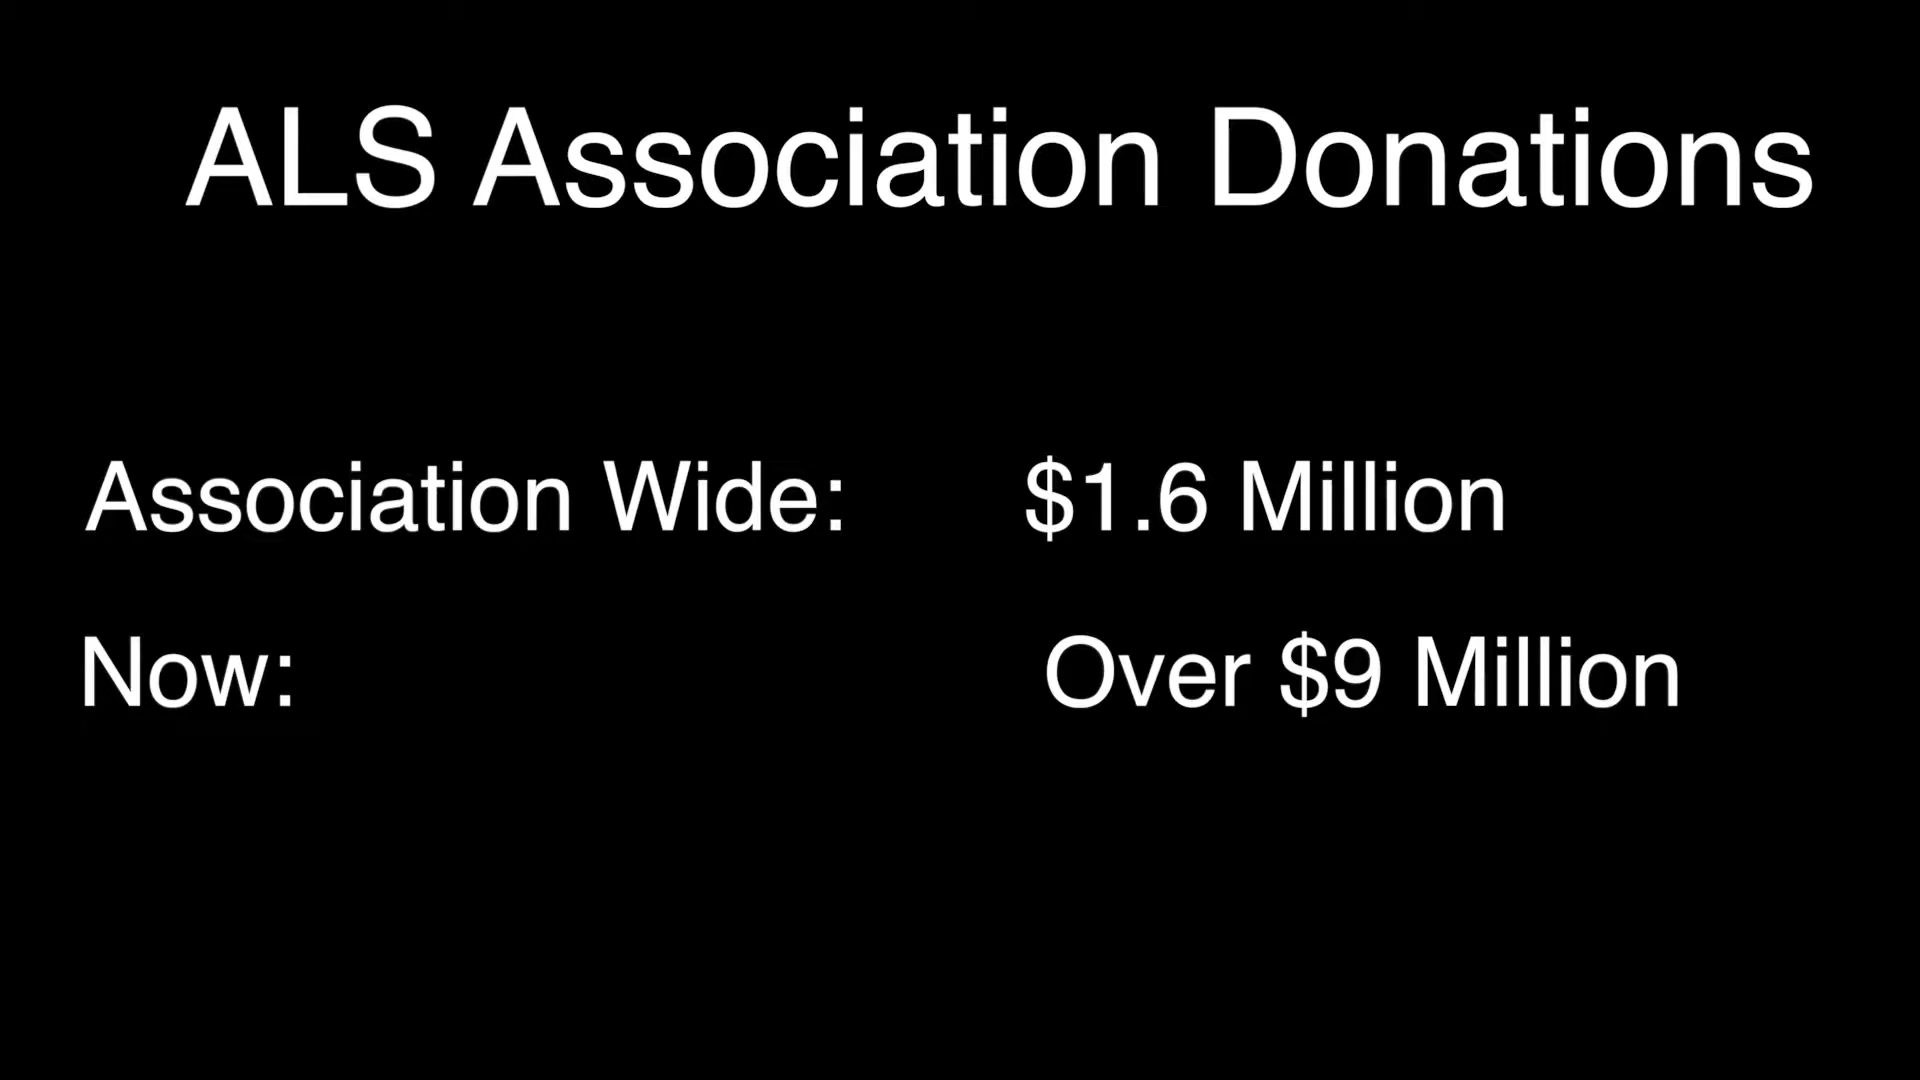 ALS Association Donations
Association Wide: $1.6 Million
Now: Over $9 Million